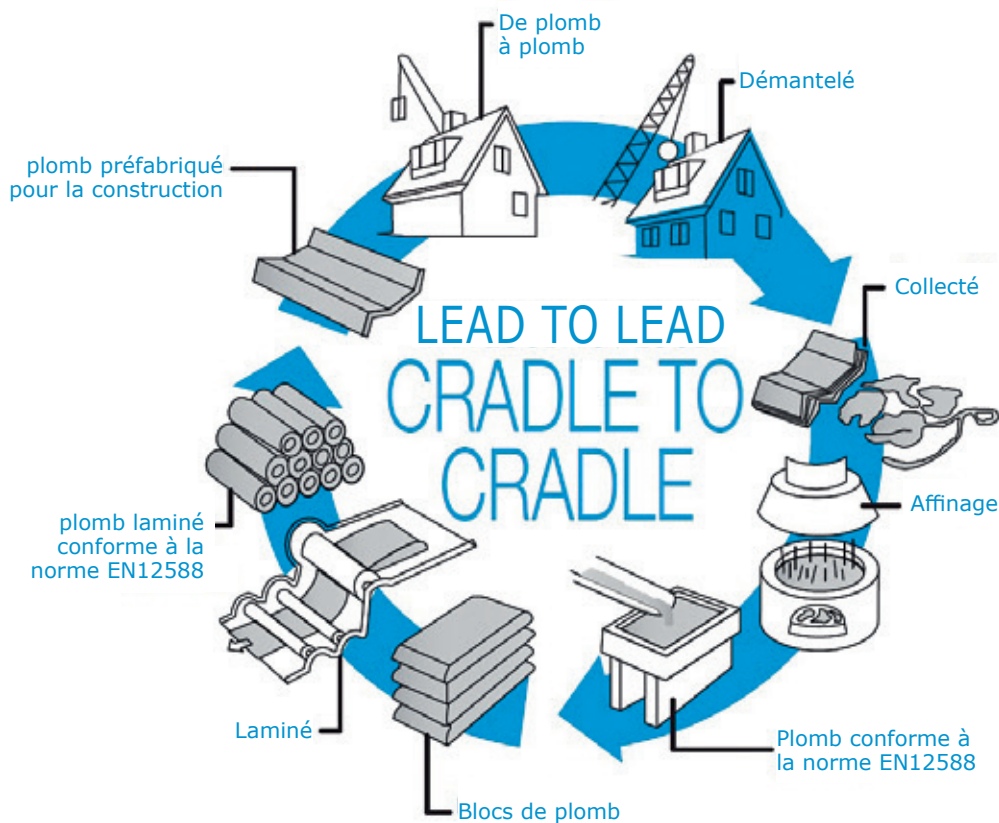 De plomb
à plomb
Démantelé
plomb préfabriqué
pour la construction
Collecté
LEAD TO LEAD
CRADLE TO
CRADLE
Affinage
plomb laminé
conforme à la
norme EN12588
Laminé
Plomb conforme à
la norme EN12588
Blocs de plomb